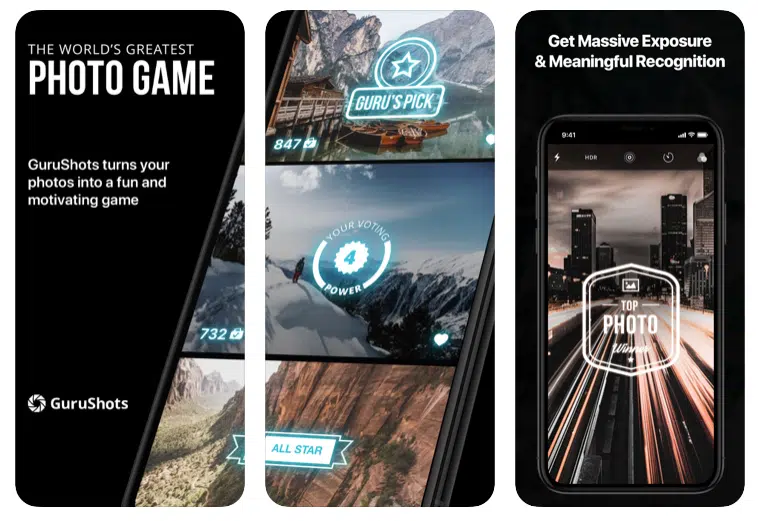 THE WORLD'S GREATEST
PHOTO GAME
GuruShots turns your
photos into a fun and
motivating game
732
GuruShots
GURU'S PICK
847
YOUR VOTING
4
POWER
ALL STAR
Get Massive Exposure
& Meaningful Recognition
9:41
HDR
TOP
PHOTO
Winner